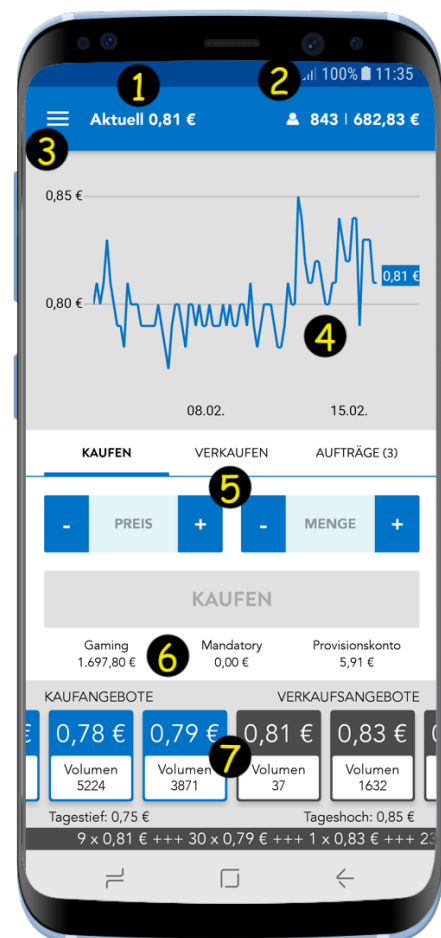 1
2
100% 11:35
Aktuell 0,81 €
843 | 682,83 €
3
0,85 €
0,81 €
0,80 €
4
08.02. 15.02.
KAUFEN VERKAUFEN AUFTRÄGE (3)
5
- PREIS + - MENGE +
KAUFEN
Gaming Mandatory Provisionskonto
1.697,80 € 0,00 € 5,91 €
6
KAUFANGEBOTE VERKAUFSANGEBOTE
€ 0,78 € 0,79 € 0,81 € 0,83 €
7
Volumen Volumen Volumen Volumen
5224 3871 37 1632
Tagestief: 0,75 € Tageshoch: 0,85 €
9 x 0,81 € +++ 30 x 0,79 € +++ 1 x 0,83 € +++ 23